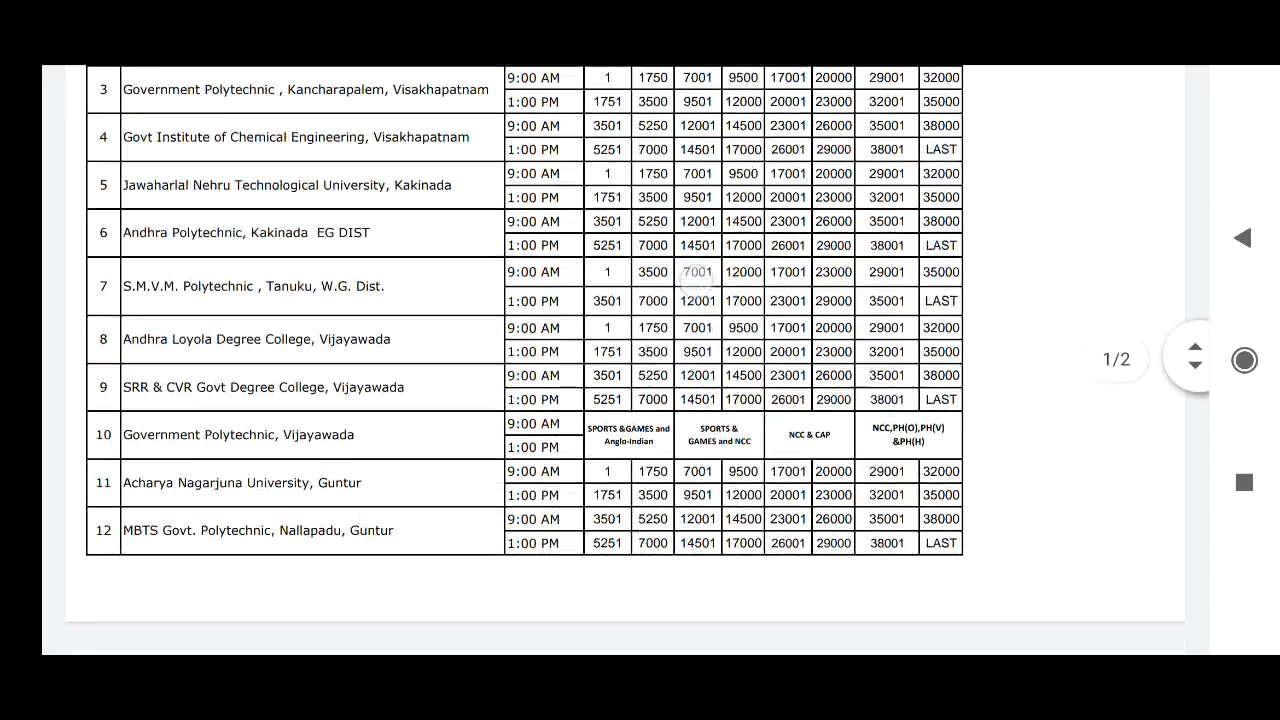 3 Government Polytechnic , Kancharapalem, Visakhapatnam 9:00 AM 1 1750 7001 9500 17001 20000 29001 32000
1:00 PM 1751 3500 9501 12000 20001 23000 32001 35000
4 Govt Institute of Chemical Engineering, Visakhapatnam 9:00 AM 3501 5250 12001 14500 23001 26000 35001 38000
1:00 PM 5251 7000 14501 17000 26001 29000 38001 LAST
5 Jawaharlal Nehru Technological University, Kakinada 9:00 AM 1 1750 7001 9500 17001 20000 29001 32000
1:00 PM 1751 3500 9501 12000 20001 23000 32001 35000
6 Andhra Polytechnic, Kakinada EG DIST 9:00 AM 3501 5250 12001 14500 23001 26000 35001 38000
1:00 PM 5251 7000 14501 17000 26001 29000 38001 LAST
7 S.M.V.M. Polytechnic , Tanuku, W.G. Dist. 9:00 AM 1 3500 7001 12000 17001 23000 29001 35000
1:00 PM 3501 7000 12001 17000 23001 29000 35001 LAST
8 Andhra Loyola Degree College, Vijayawada 9:00 AM 1 1750 7001 9500 17001 20000 29001 32000
1:00 PM 1751 3500 9501 12000 20001 23000 32001 35000
1/2
9 SRR & CVR Govt Degree College, Vijayawada 9:00 AM 3501 5250 12001 14500 23001 26000 35001 38000
1:00 PM 5251 7000 14501 17000 26001 29000 38001 LAST
10 Government Polytechnic, Vijayawada 9:00 AM
1:00 PM
SPORTS &GAMES and
Anglo-Indian
SPORTS &
GAMES and NCC
NCC & CAP
NCC,PH(O),PH(V)
&PH(H)
11 Acharya Nagarjuna University, Guntur 9:00 AM 1 1750 7001 9500 17001 20000 29001 32000
1:00 PM 1751 3500 9501 12000 20001 23000 32001 35000
12 MBTS Govt. Polytechnic, Nallapadu, Guntur 9:00 AM 3501 5250 12001 14500 23001 26000 35001 38000
1:00 PM 5251 7000 14501 17000 26001 29000 38001 LAST